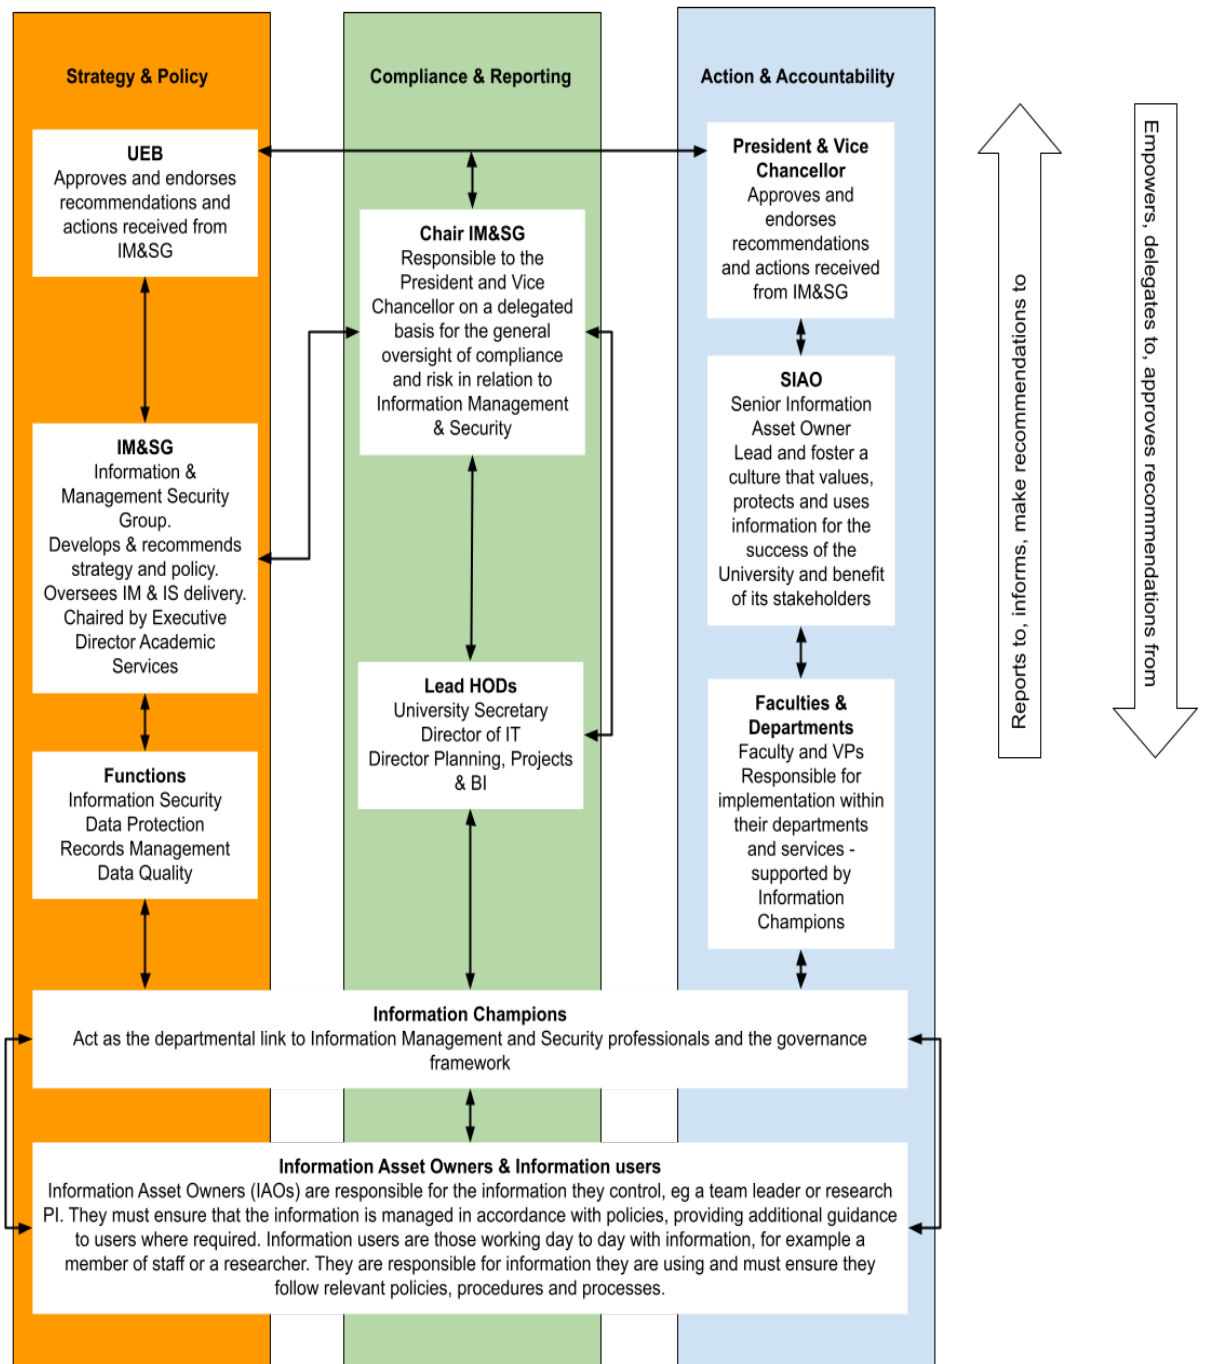 Strategy & Policy
UEB
Approves and endorses
recommendations and
actions received from
IM&SG
IM&SG
Information &
Management Security
Group.
Develops & recommends
strategy and policy.
Oversees IM & IS delivery.
Chaired by Executive
Director Academic
Services
Functions
Information Security
Data Protection
Records Management
Data Quality
Compliance & Reporting
Chair IM&SG
Responsible to the
President and Vice
Chancellor on a delegated
basis for the general
oversight of compliance
and risk in relation to
Information Management
& Security
Lead HODs
University Secretary
Director of IT
Director Planning, Projects
& BI
Action & Accountability
President & Vice
Chancellor
Approves and
endorses
recommendations
and actions received
from IM&SG
SIAO
Senior Information
Asset Owner
Lead and foster a
culture that values,
protects and uses
information for the
success of the
University and benefit
of its stakeholders
Faculties &
Departments
Faculty and VPs
Responsible for
implementation within
their departments
and services -
supported by
Information
Champions
Information Champions
Act as the departmental link to Information Management and Security professionals and the governance
framework
Information Asset Owners & Information users
Information Asset Owners (IAOs) are responsible for the information they control, eg a team leader or research
PI. They must ensure that the information is managed in accordance with policies, providing additional guidance
to users where required. Information users are those working day to day with information, for example a
member of staff or a researcher. They are responsible for information they are using and must ensure they
follow relevant policies, procedures and processes.
Reports to, informs, make recommendations to
Empowers, delegates to, approves recommendations from